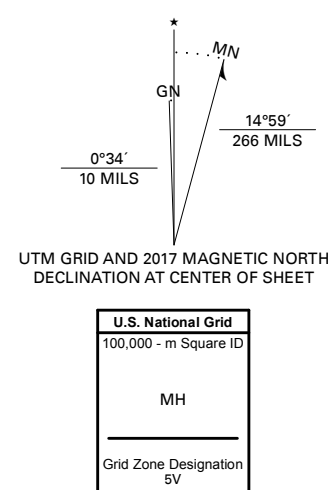 ★
MN
GN
14°59´
266 MILS
0°34´
10 MILS
UTM GRID AND 2017 MAGNETIC NORTH
DECLINATION AT CENTER OF SHEET
U.S. National Grid
100,000 - m Square ID
MH
Grid Zone Designation
5V